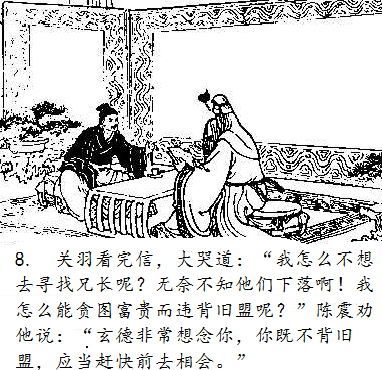 8. 关羽看完信，大哭道：“我怎么不想
去寻找兄长呢？无奈不知他们下落啊！我
怎么能贪图富贵而违背旧盟呢？”陈震劝
他说：“玄德非常想念你，你既不背旧
盟，应当赶快前去相会。”